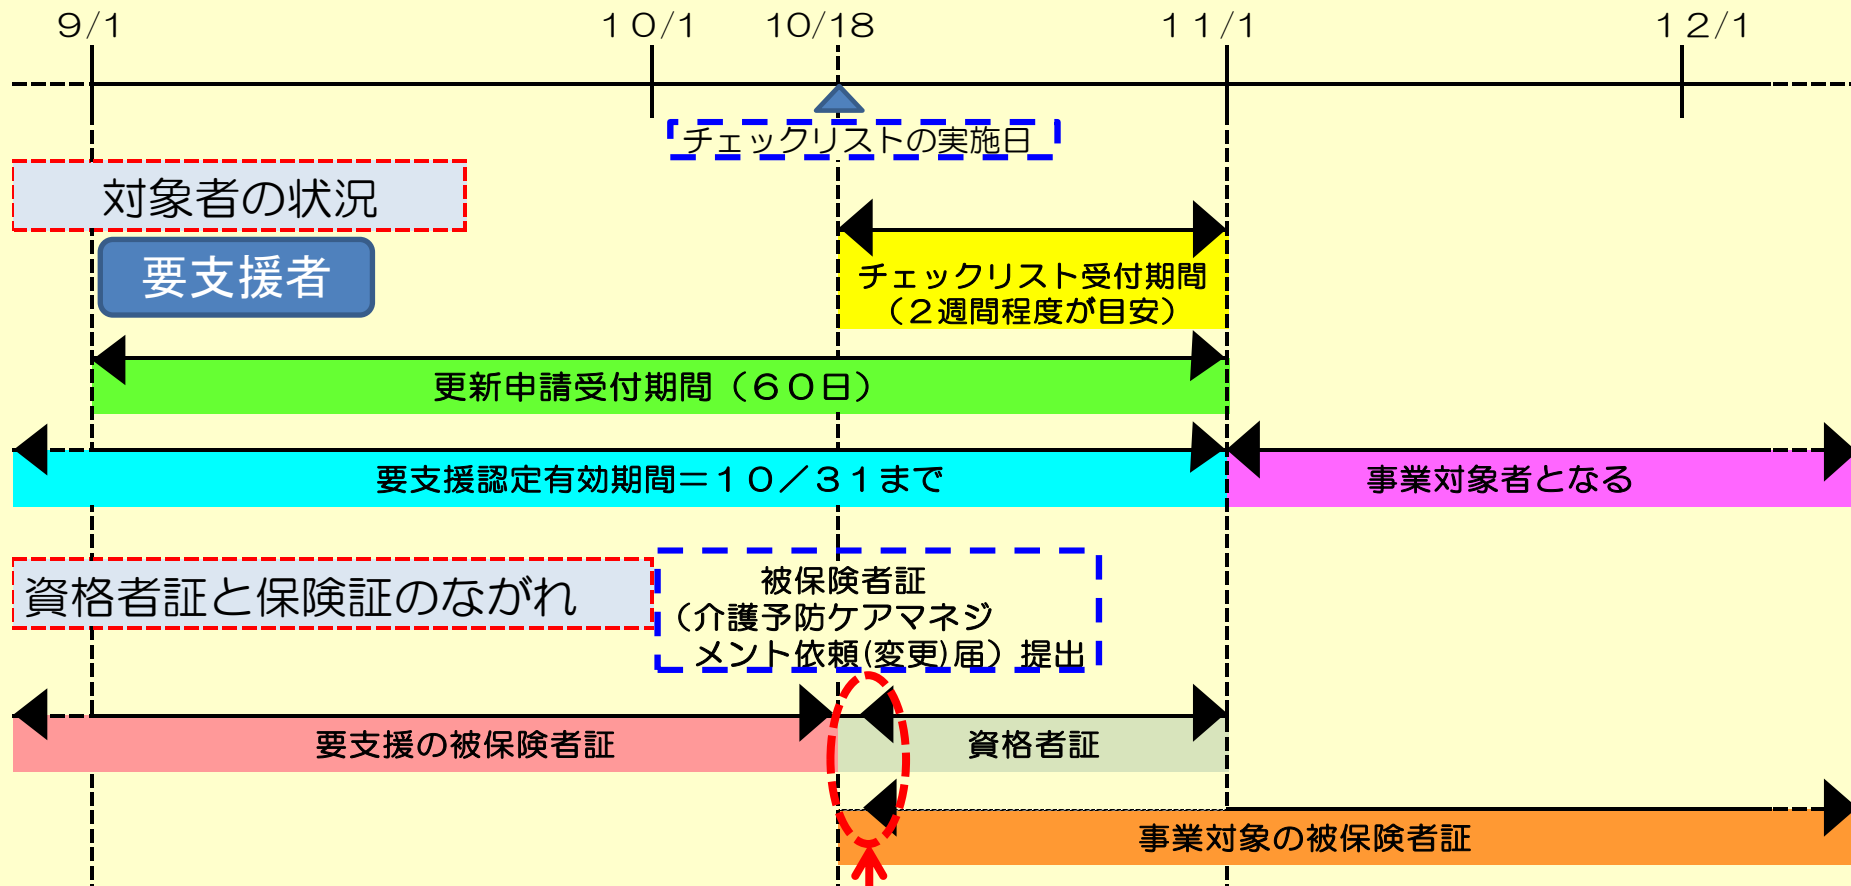 ９/１
１０/１
１０/１８
１１/１
１２/１
チェックリストの実施日
対象者の状況
要支援者
チェックリスト受付期間
（２週間程度が目安）
更新申請受付期間（６０日）
要支援認定有効期間＝１０／３１まで
事業対象者となる
資格者証と保険証のながれ
被保険者証
（介護予防ケアマネジ
メント依頼(変更)届）提出
要支援の被保険者証
資格者証
事業対象の被保険者証